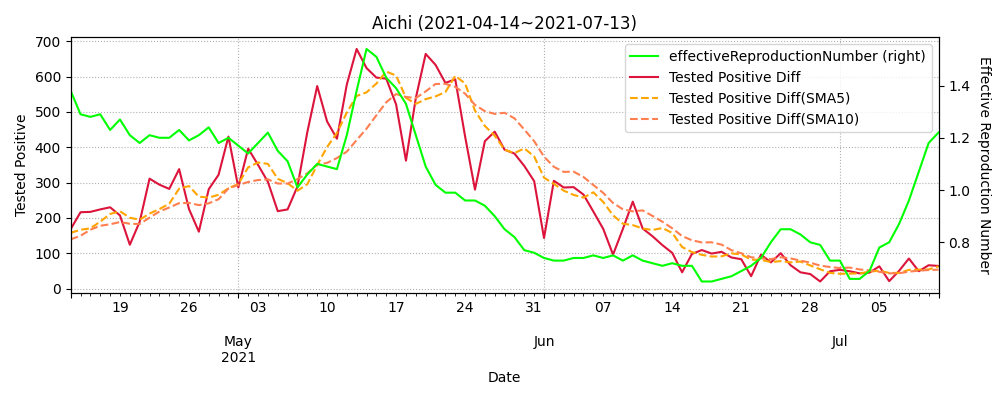 Aichi (2021-04-14~2021-07-13)
effectiveReproductionNumber (right)
Tested Positive Diff
Tested Positive Diff(SMA5)
Tested Positive Diff(SMA10)
Tested Positive
700
600
500
400
300
200
100
0
Effective Reproduction Number
1.4
1.2
1.0
0.8
19 26 03 10 17 24 31 07 14 21 28 05
May Jun Jul
2021
Date